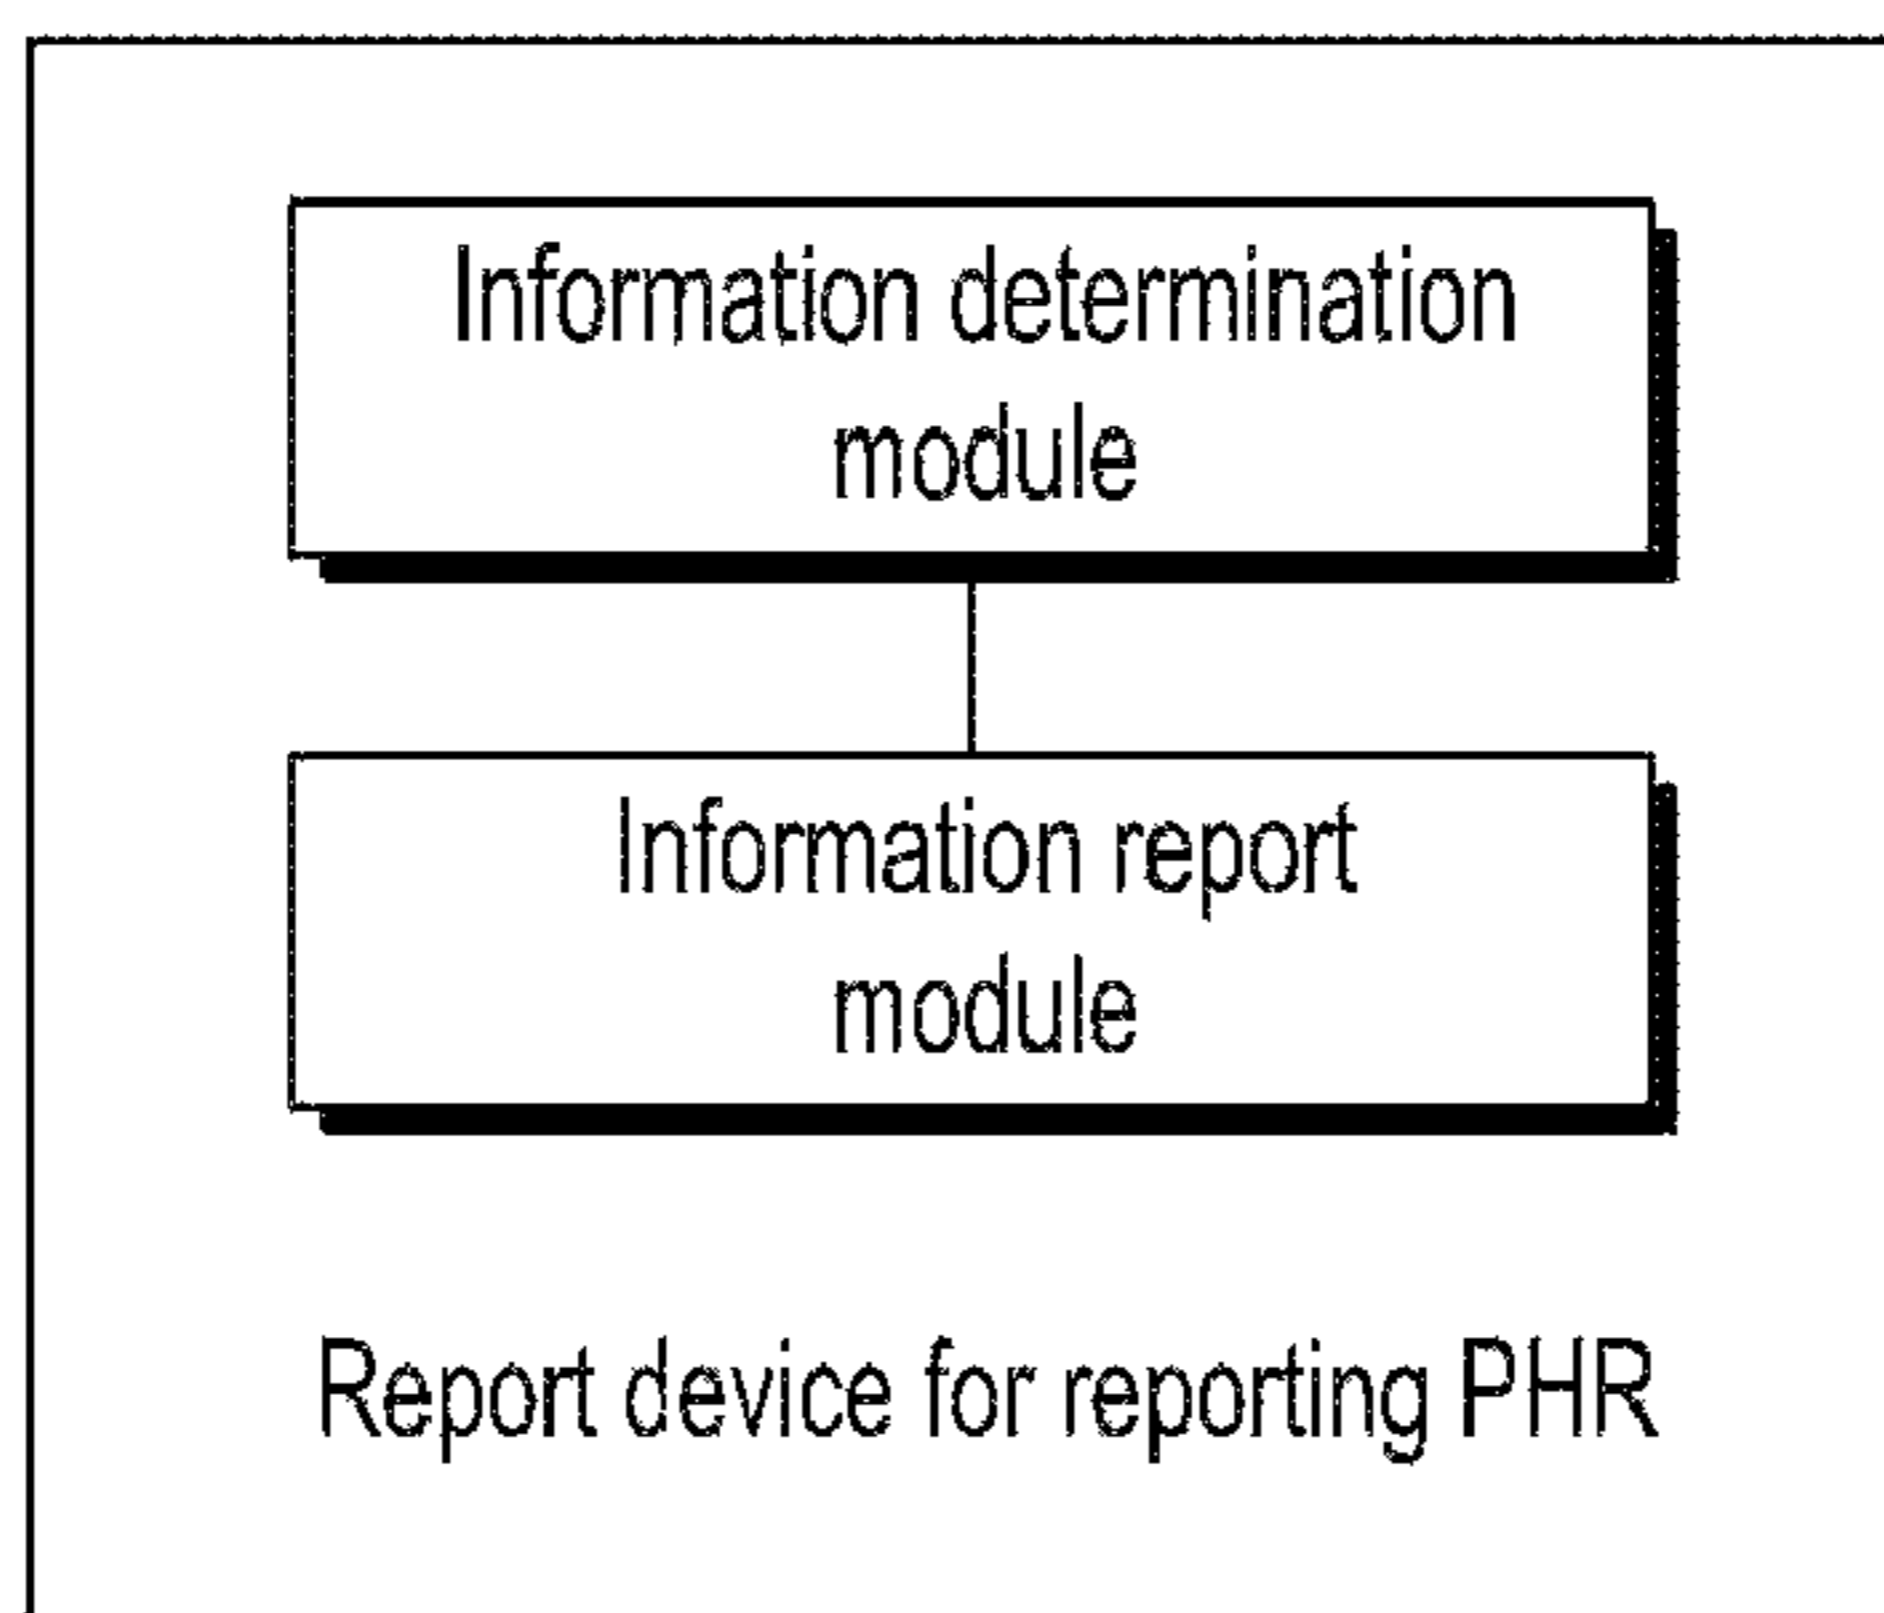 Information determination
module
Information report
module
Report device for reporting PHR